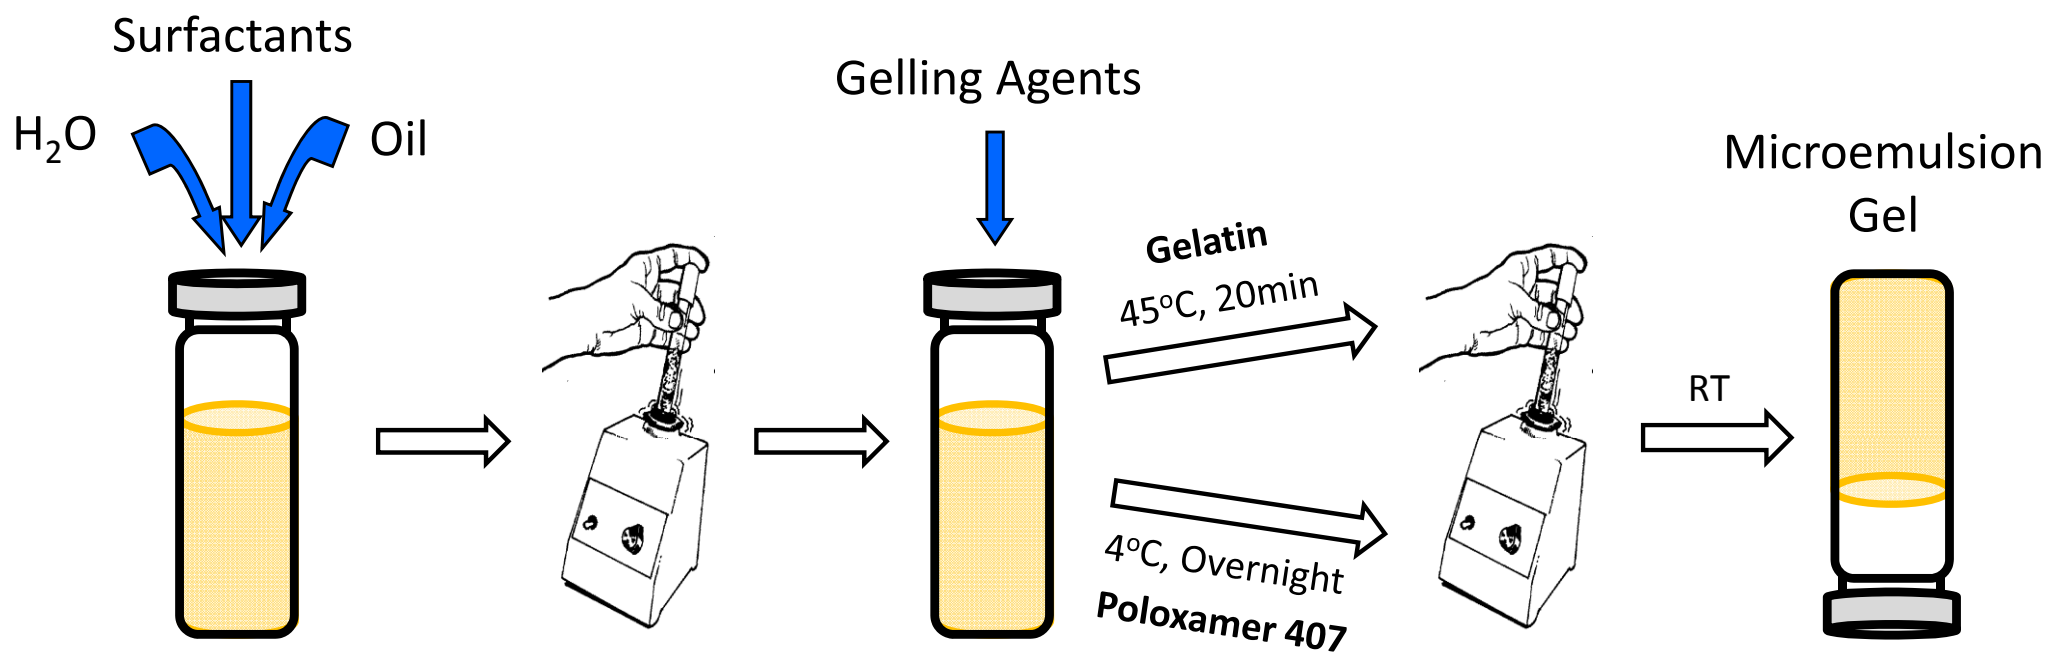 Surfactants
H₂O
Oil
Gelling Agents
Gelatin
45ºC, 20min
4ºC, Overnight
Poloxamer 407
RT
Microemulsion
Gel